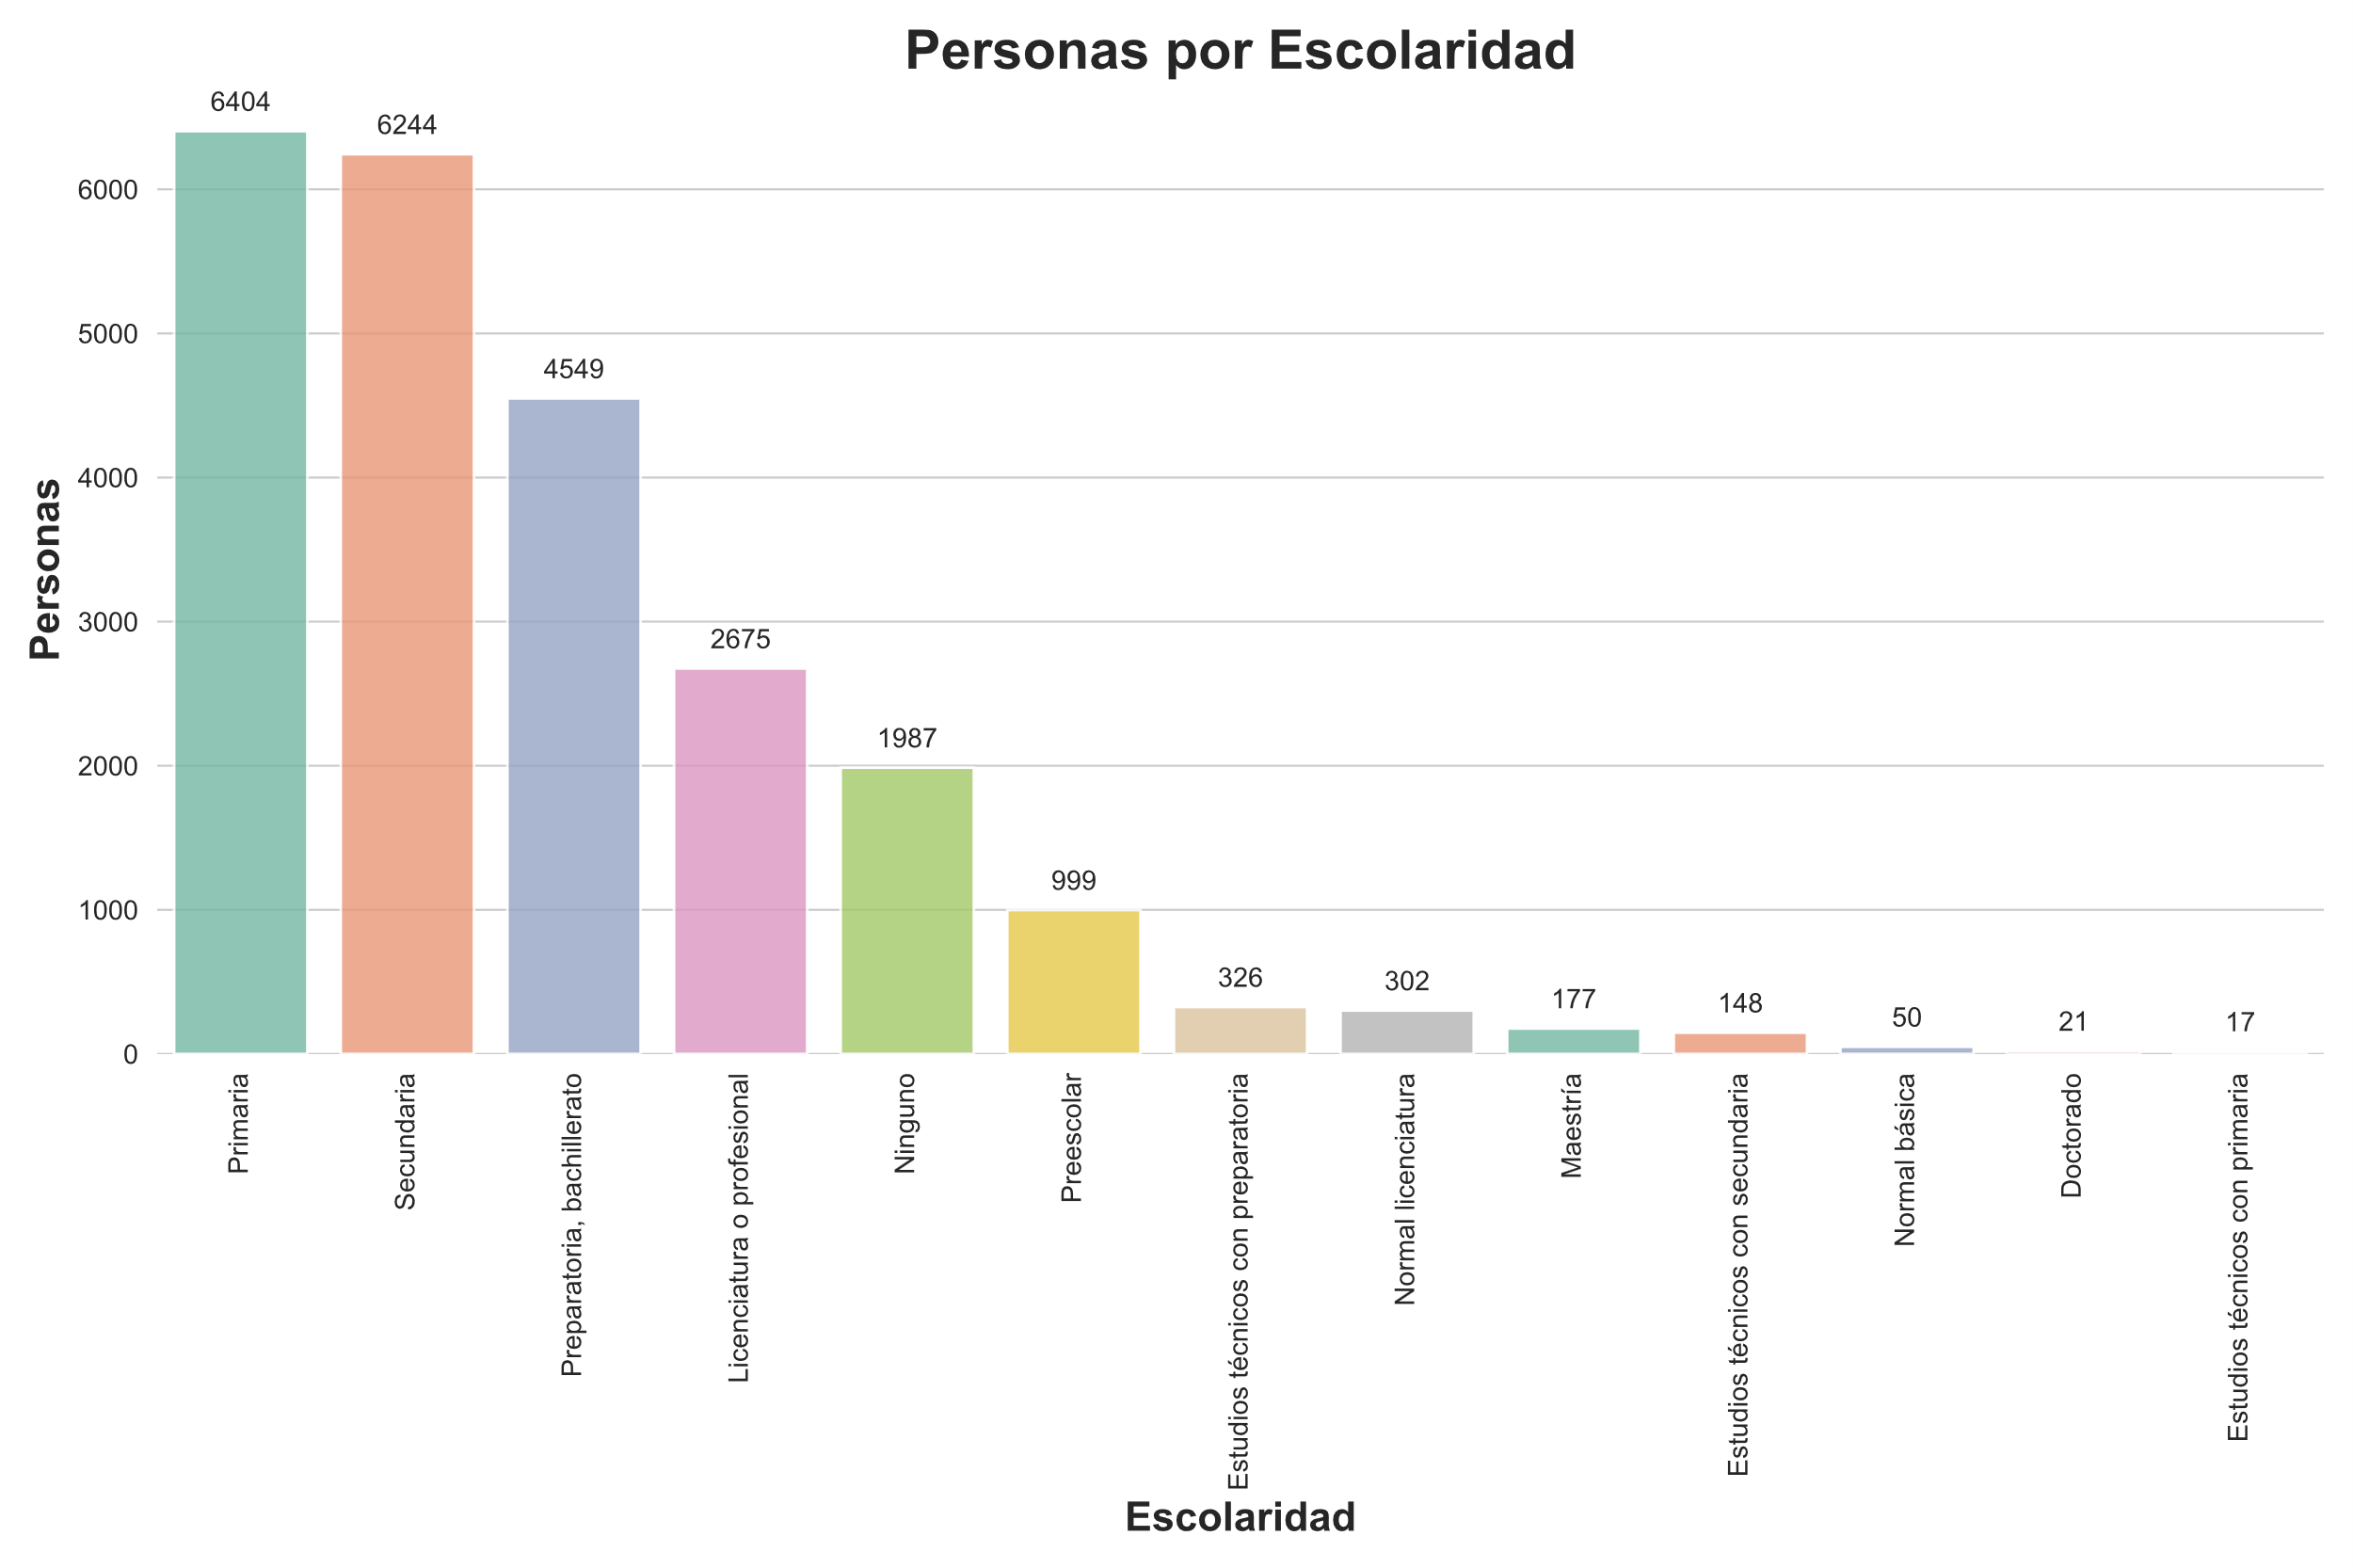 Personas por Escolaridad
Personas
6000
5000
4000
3000
2000
1000
0
6404
6244
4549
2675
1987
999
326
302
177
148
50
21
17
Primaria
Secundaria
Preparatoria, bachillerato
Licenciatura o profesional
Ninguno
Preescolar
Estudios técnicos con preparatoria
Normal licenciatura
Maestría
Estudios técnicos con secundaria
Normal básica
Doctorado
Estudios técnicos con primaria
Escolaridad